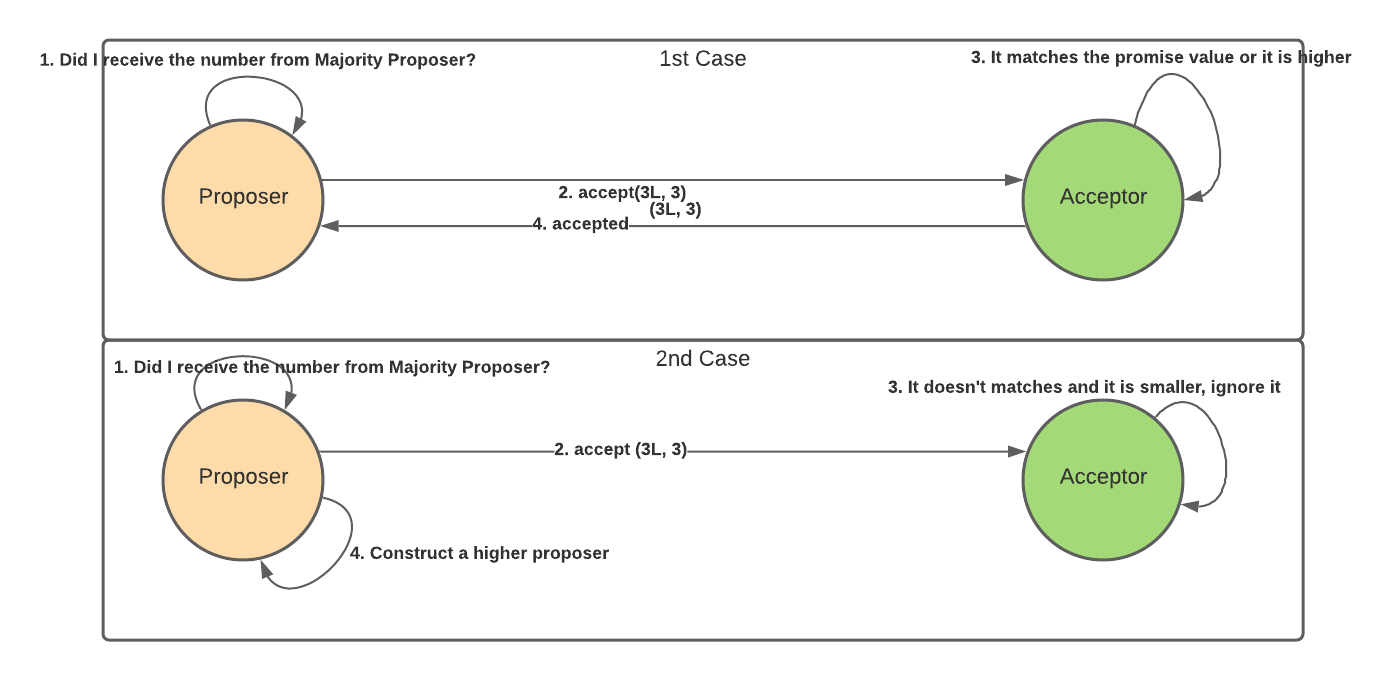 1st Case
1. Did I receive the number from Majority Proposer?
3. It matches the promise value or it is higher
Proposer
Acceptor
2. accept(3L, 3)
(3L, 3)
4. accepted
2nd Case
1. Did I receive the number from Majority Proposer?
3. It doesn't matches and it is smaller, ignore it
2. accept (3L, 3)
Proposer
Acceptor
4. Construct a higher proposer